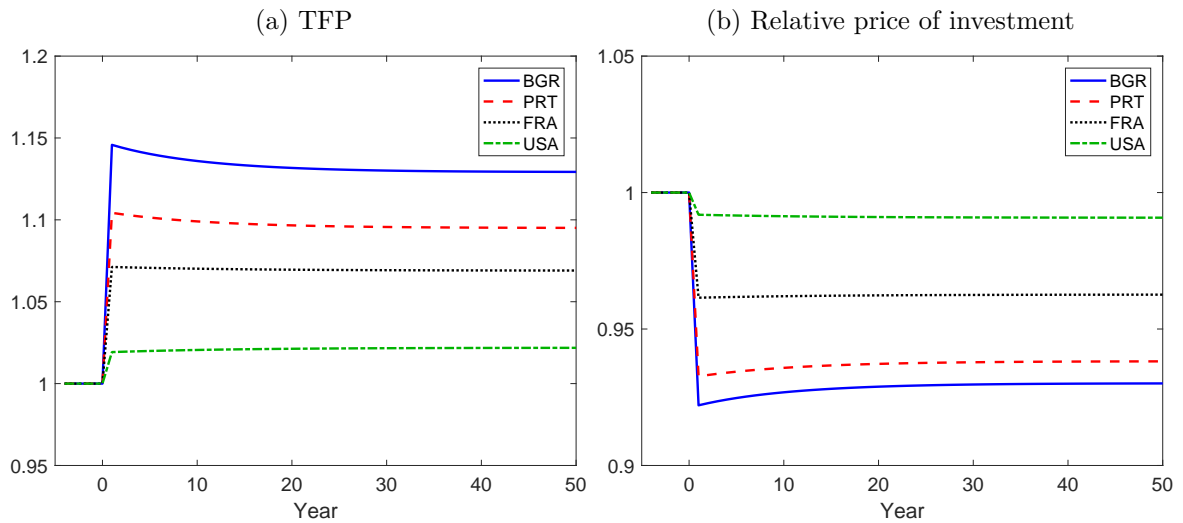 (a) TFP
1.2
1.15
1.1
1.05
1
0.95
0
10
20
30
40
50
Year
BGR
PRT
FRA
USA
(b) Relative price of investment
1.05
1
0.95
0.9
0
10
20
30
40
50
Year
BGR
PRT
FRA
USA